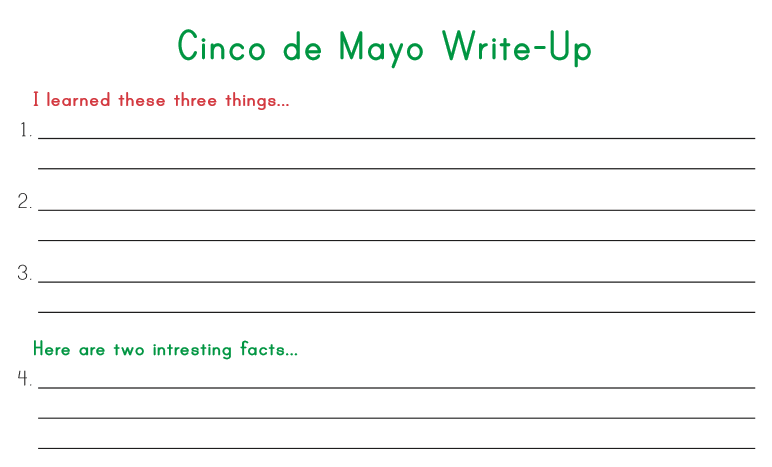 Cinco de Mayo Write-Up
I learned these three things...
1.
2.
3.
Here are two intresting facts...
4.